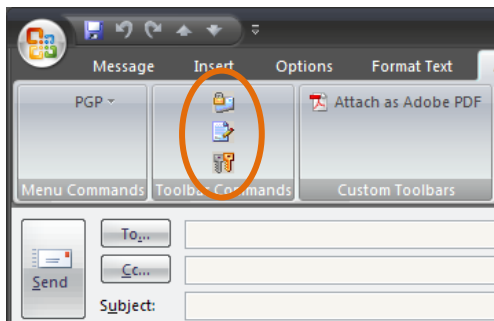 Message Insert Options Format Text
PGP
Attach as Adobe PDF
Menu Commands Toolbar Commands Custom Toolbars
To...
Send
Cc...
Subject: